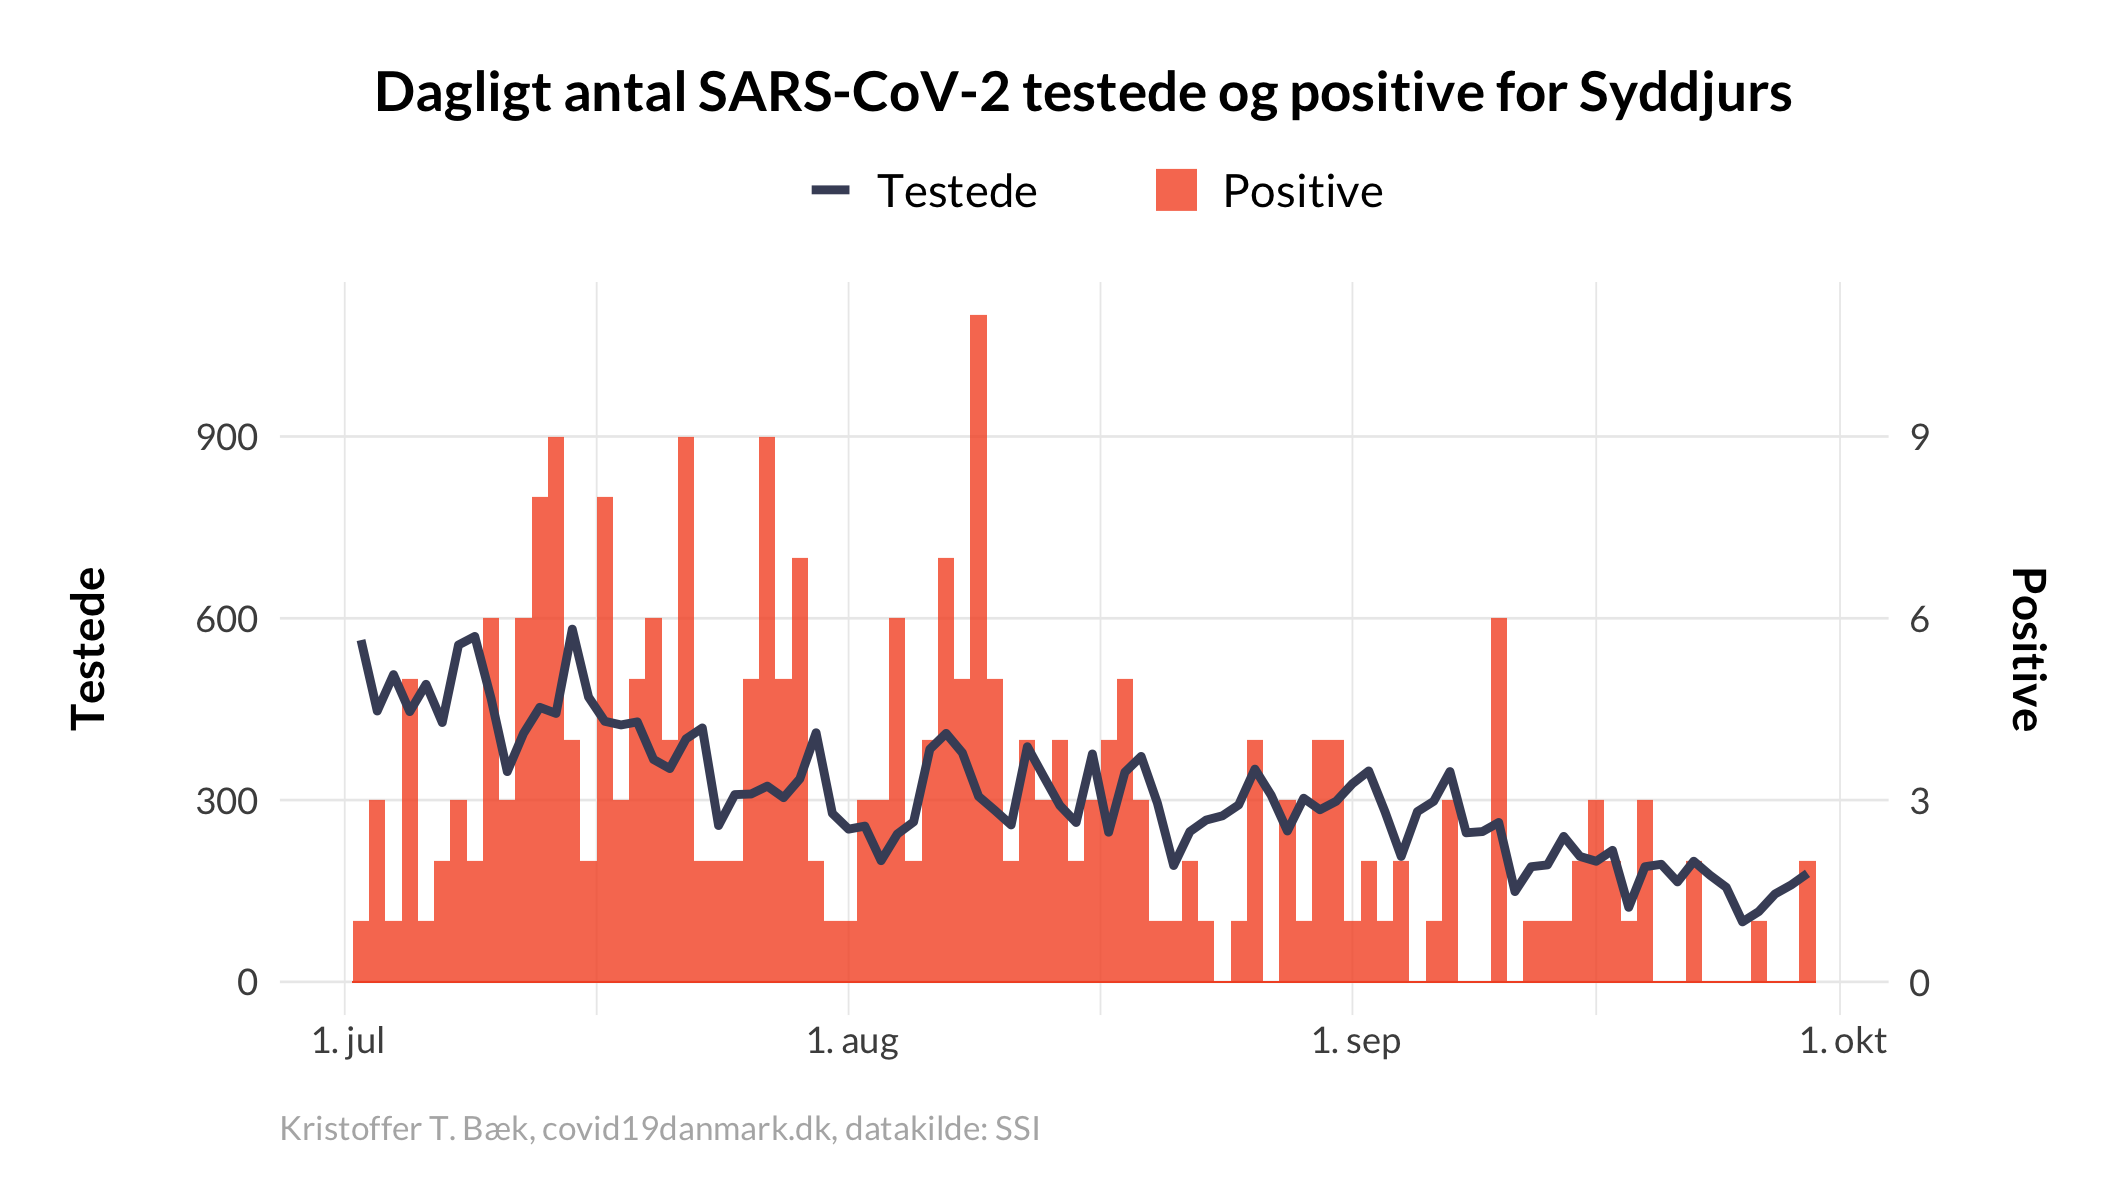 Dagligt antal SARS-CoV-2 testede og positive for Syddjurs
Testede
Positive
Testede
900
600
300
0
9
6
3
0
Positive
1. jul
1. aug
1. sep
1. okt
Kristoffer T. Bæk, covid19danmark.dk, datakilde: SSI